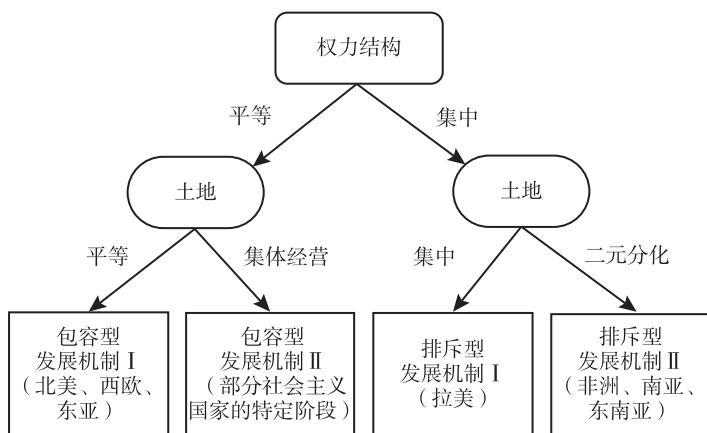 权力结构
平等
集中
土地
土地
平等
集体经营
集中
二元分化
包容型
发展机制Ⅰ
（北美、西欧、
东亚）
包容型
发展机制Ⅱ
（部分社会主义
国家的特定阶段）
排斥型
发展机制Ⅰ
（拉美）
排斥型
发展机制Ⅱ
（非洲、南亚、
东南亚）